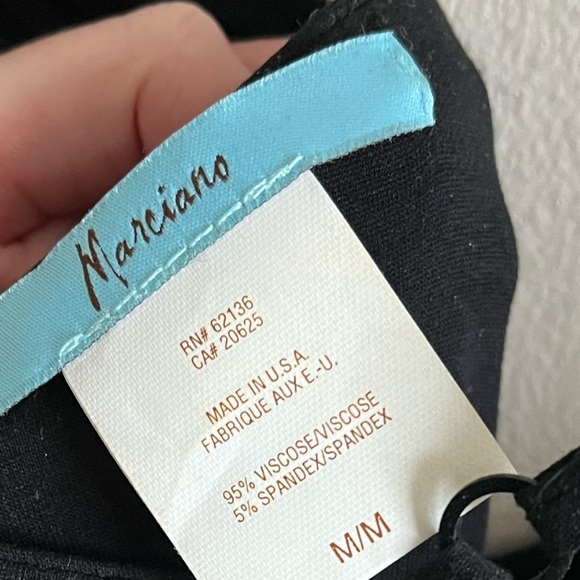 Marciano
RN# 62136
CA# 20625
MADE IN U.S.A.
FABRIQUE AUX E.-U.
95% VISCOSE/VISCOSE
5% SPANDEX/SPANDEX
M/M